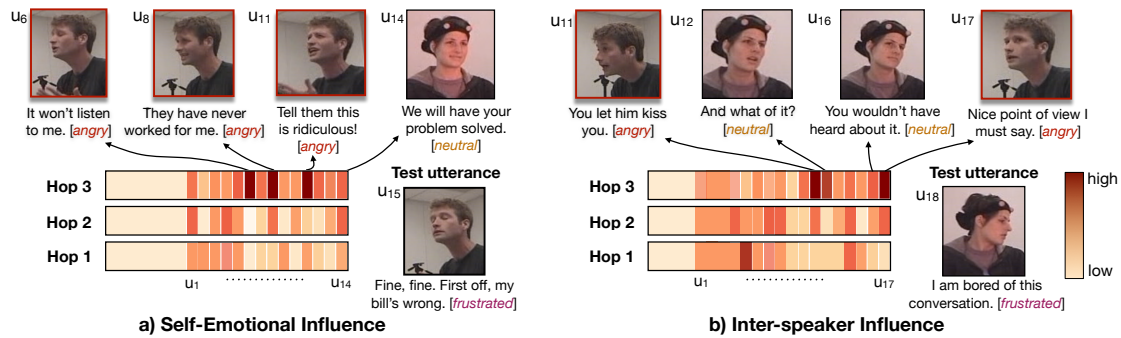 u6
u8
u11
u14
It won't listen
to me. [angry]
They have never
worked for me. [angry]
Tell them this
is ridiculous!
[angry]
We will have your
problem solved.
[neutral]
Hop 3
Hop 2
Hop 1
u1
u14
Test utterance
u15
Fine, fine. First off, my
bill's wrong. [frustrated]
a) Self-Emotional Influence
u11
u12
u16
u17
You let him kiss
you. [angry]
And what of it?
[neutral]
You wouldn't have
heard about it. [neutral]
Nice point of view I
must say. [angry]
Hop 3
Hop 2
Hop 1
u1
u17
Test utterance
u18
I am bored of this
conversation. [frustrated]
high
low
b) Inter-speaker Influence